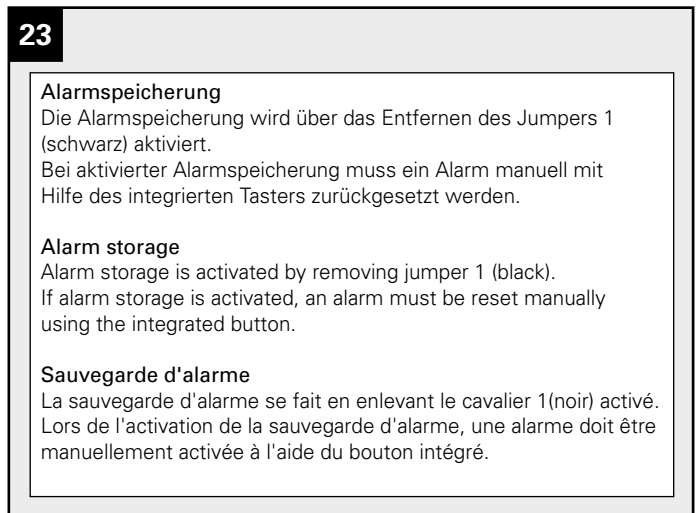 23
Alarmspeicherung
Die Alarmspeicherung wird über das Entfernen des Jumpers 1
(schwarz) aktiviert.
Bei aktivierter Alarmspeicherung muss ein Alarm manuell mit
Hilfe des integrierten Tasters zurückgesetzt werden.
Alarm storage
Alarm storage is activated by removing jumper 1 (black).
If alarm storage is activated, an alarm must be reset manually
using the integrated button.
Sauvegarde d'alarme
La sauvegarde d'alarme se fait en enlevant le cavalier 1(noir) activé.
Lors de l'activation de la sauvegarde d'alarme, une alarme doit être
manuellement activée à l'aide du bouton intégré.